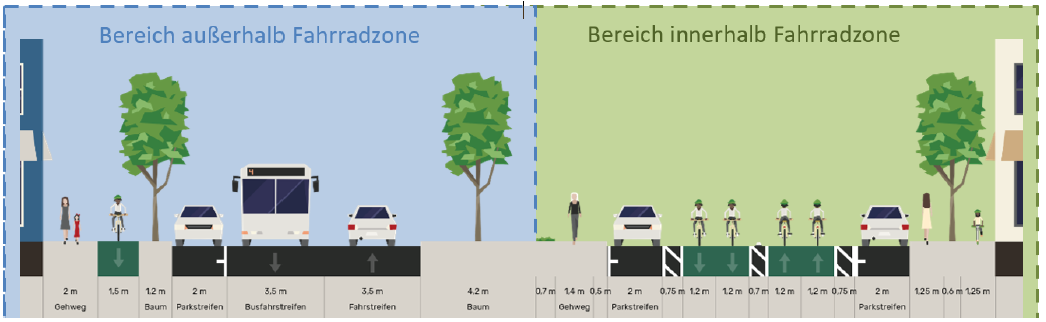 Bereich außerhalb Fahrradzone
Bereich innerhalb Fahrradzone
4
2 m
1,5 m
1.2 m
2 m
3.5 m
3.5 m
4.2 m
0.7 m
1.4 m
0.5 m
2 m
0.75 m
1.2 m
1.2 m
0.7 m
1.2 m
1.2 m
0.75 m
2 m
1.25 m
0.6 m
1.25 m
Gehweg
Baum
Parkstreifen
Busfahrstreifen
Fahrstreifen
Baum
Gehweg
Parkstreifen
Parkstreifen